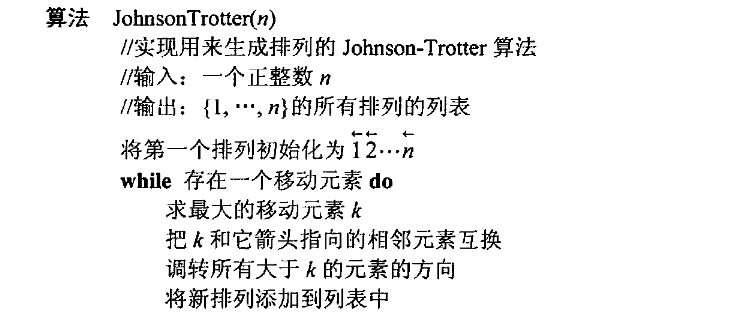 算法 JohnsonTrotter(n)
//实现用来生成排列的 Johnson-Trotter 算法
//输入：一个正整数 n
//输出：{1, ···, n}的所有排列的列表
将第一个排列初始化为 1←2←···n←
while 存在一个移动元素 do
求最大的移动元素 k
把 k 和它箭头指向的相邻元素互换
调转所有大于 k 的元素的方向
将新排列添加到列表中